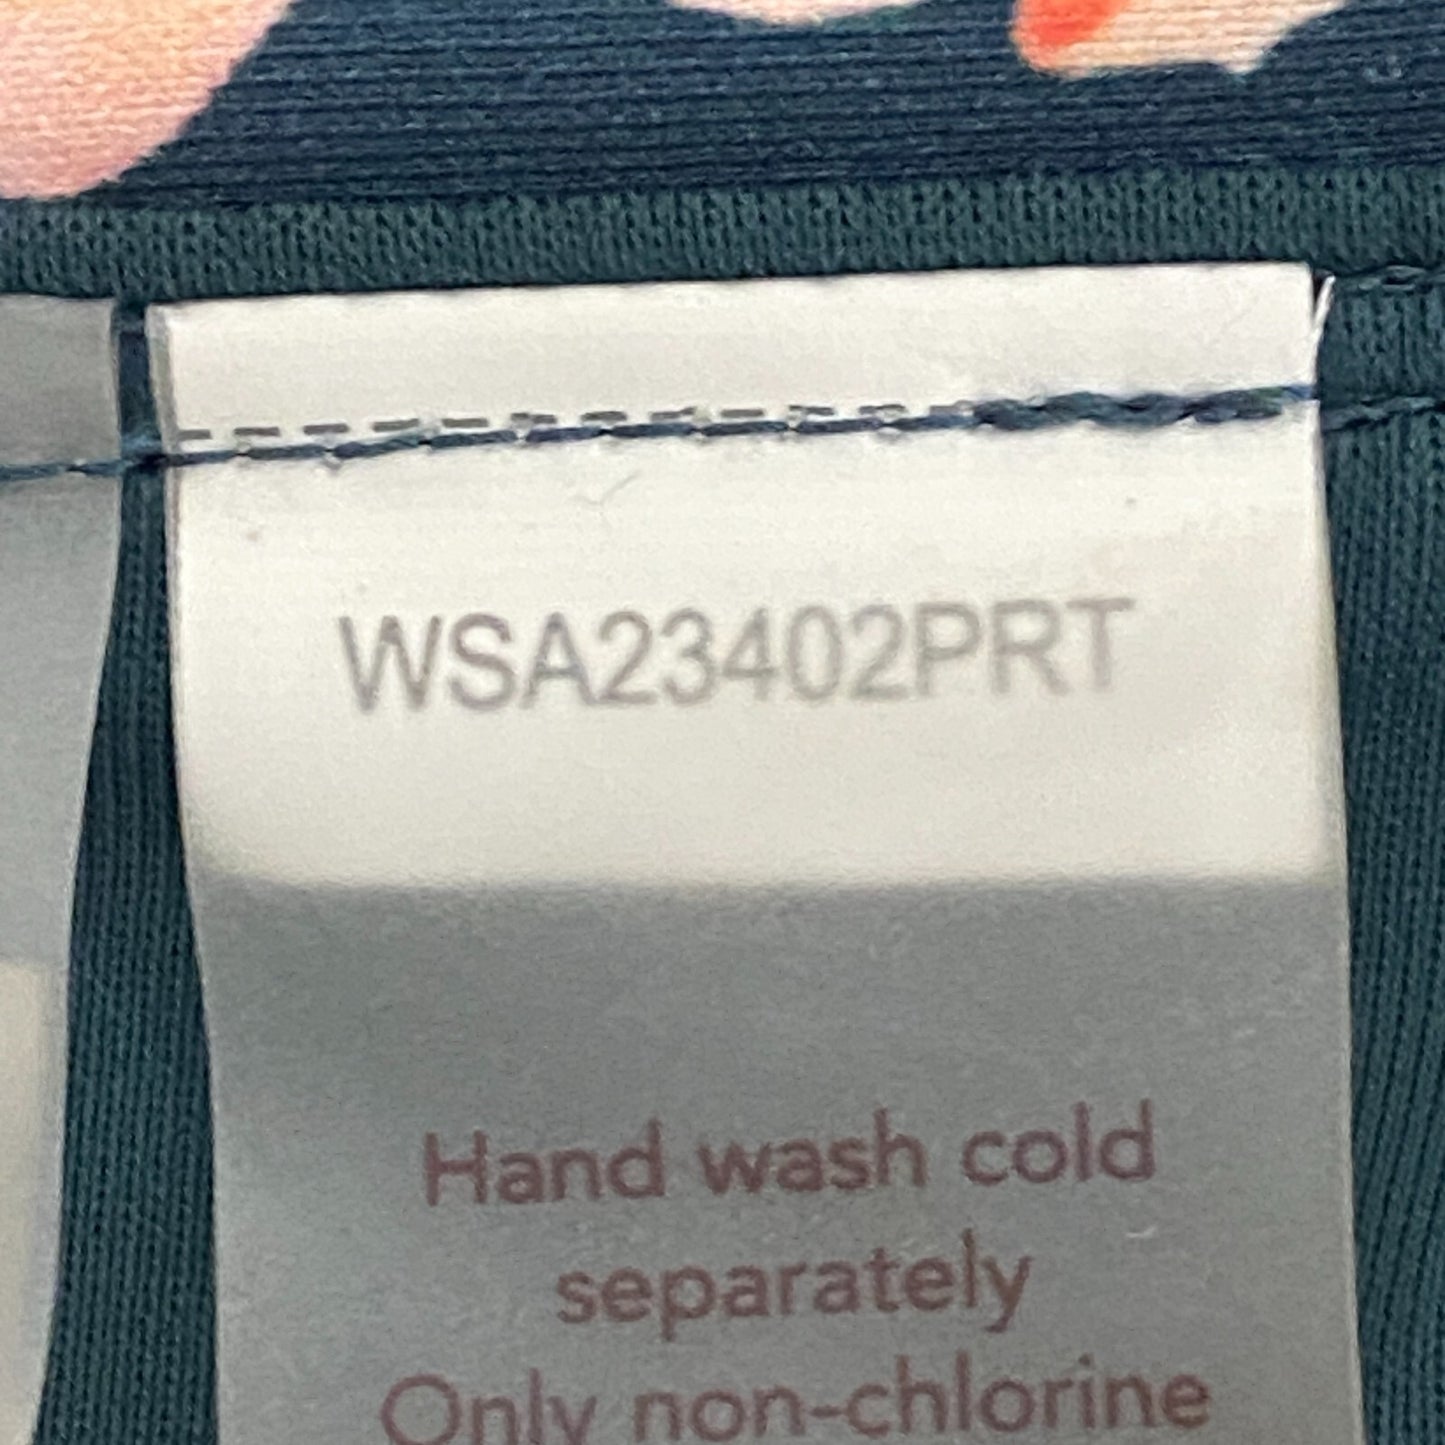 WSA23402PRT
Hand wash cold
separately
Only non-chlorine